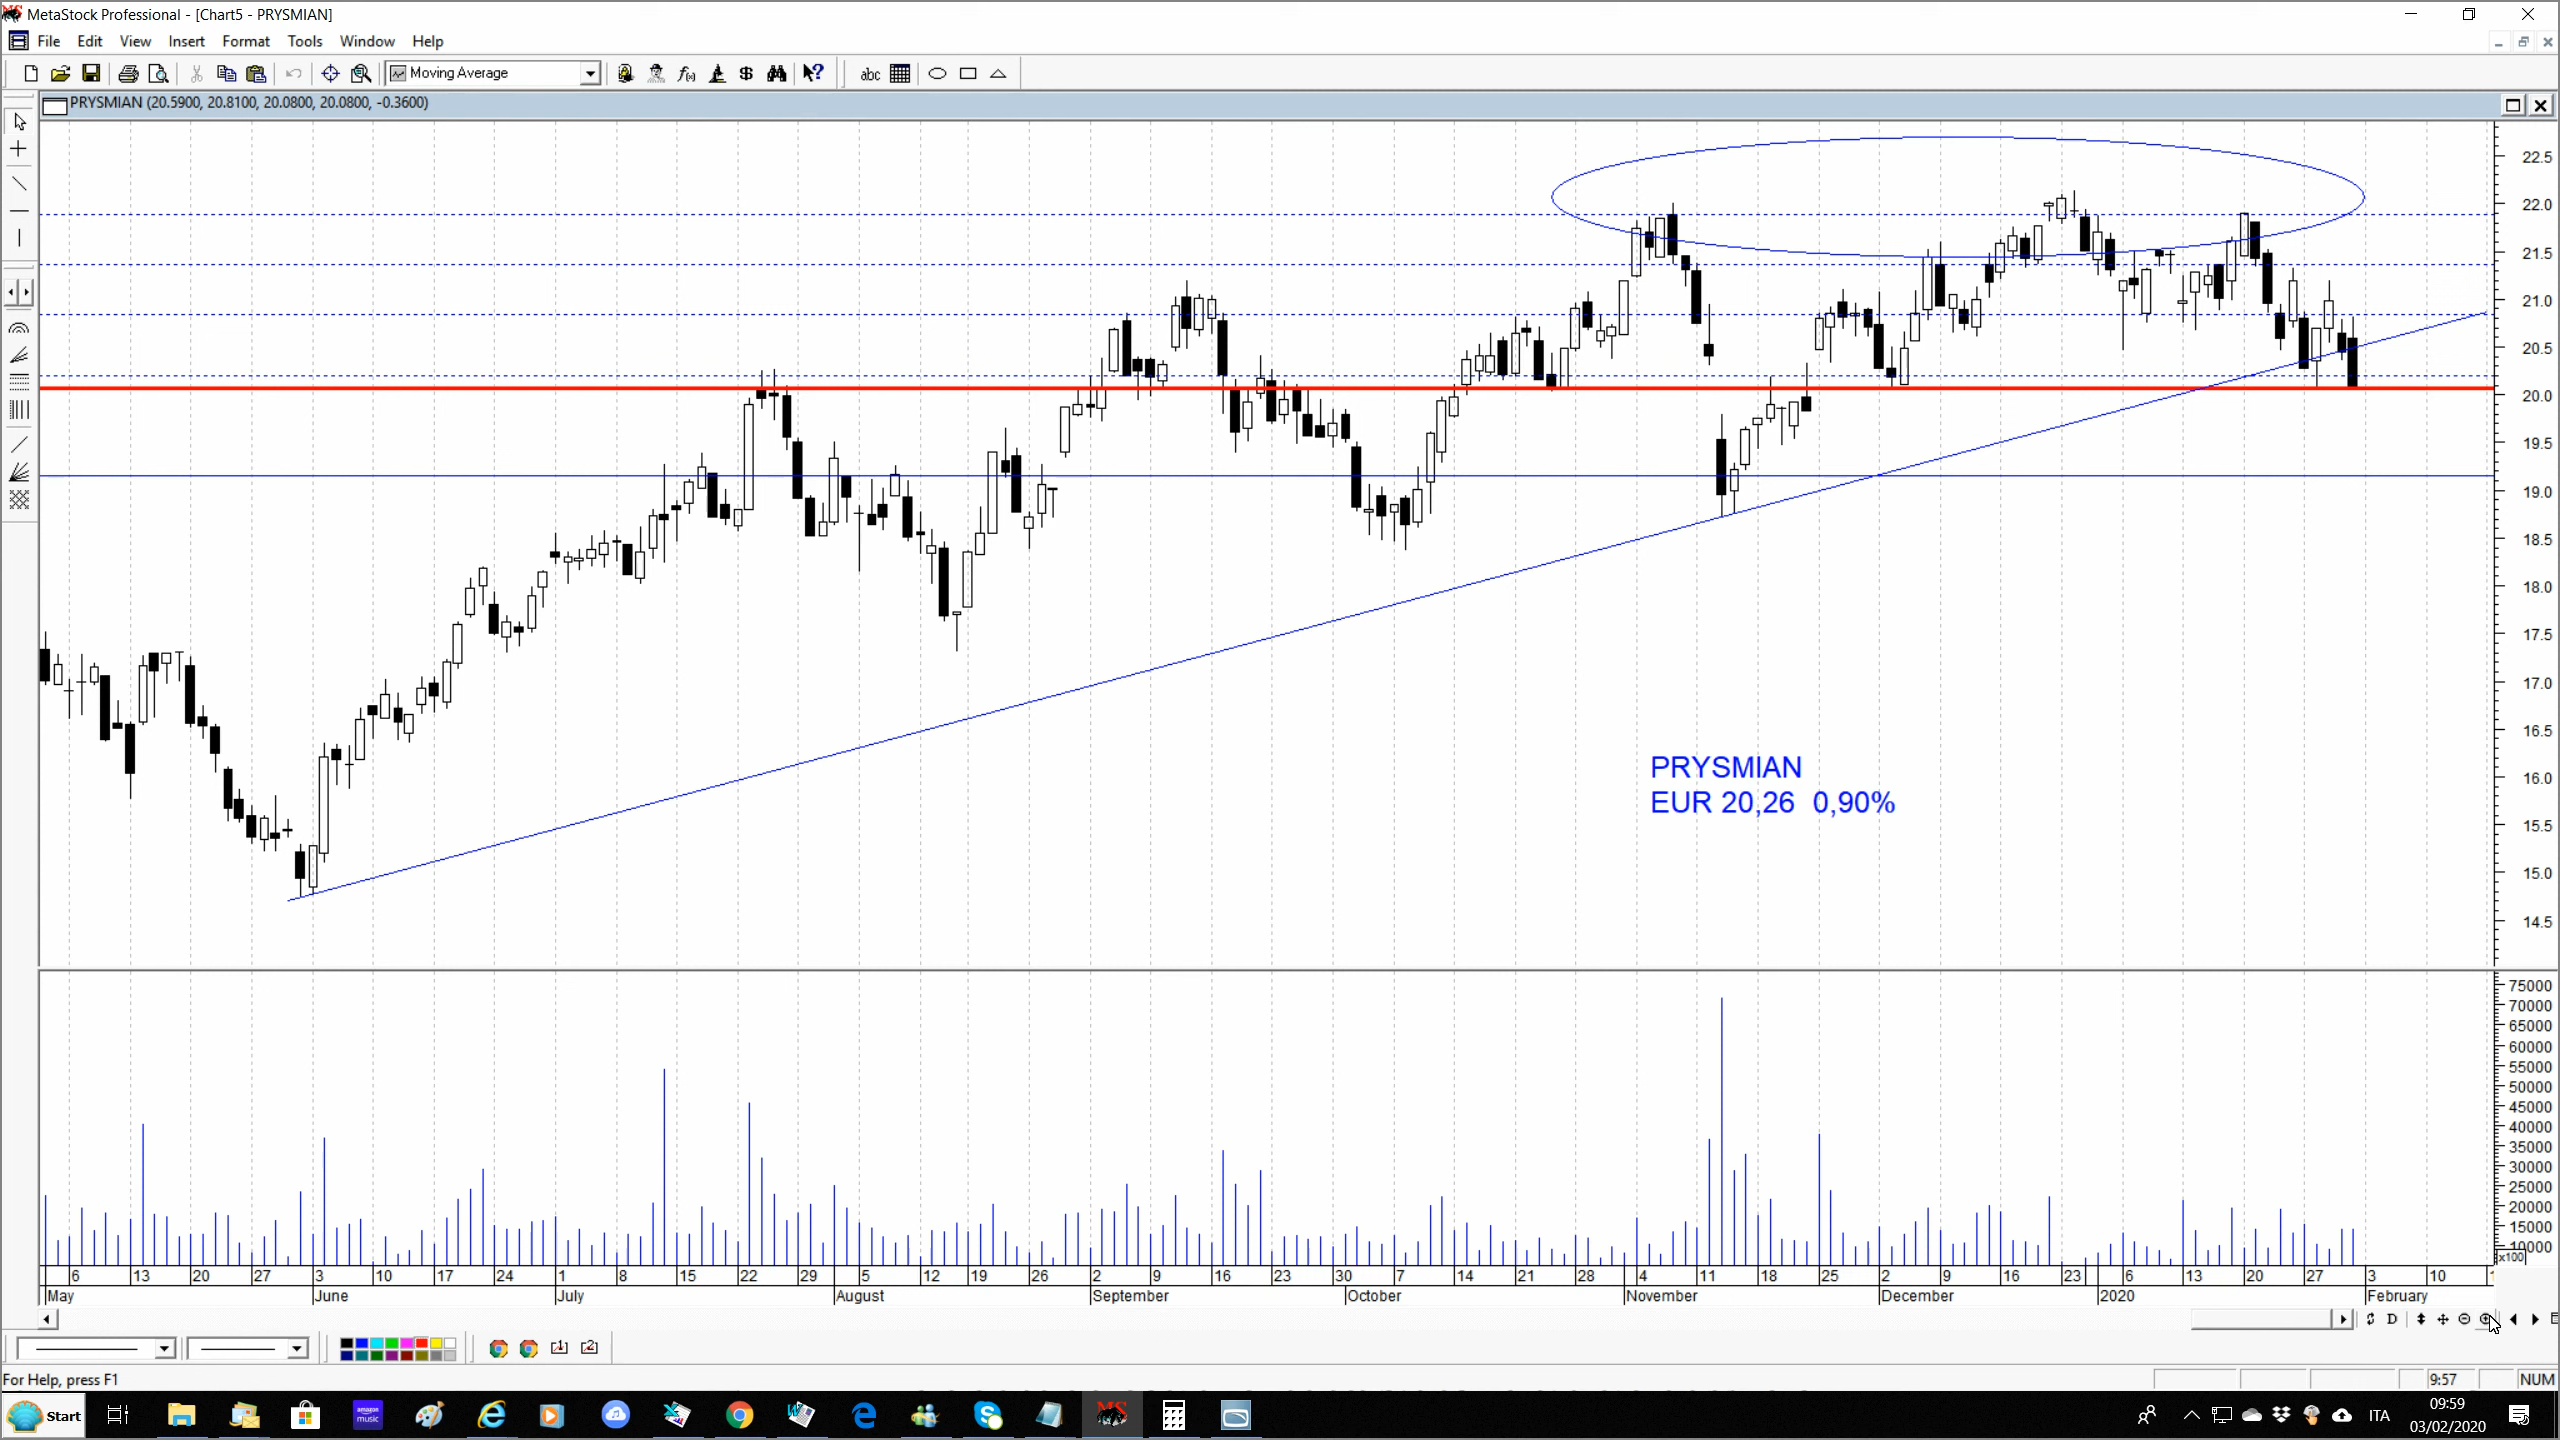 MetaStock Professional - [Chart5 - PRYSMIAN]
File Edit View Insert Format Tools Window Help
Moving Average
abc
PRYSMIAN (20.5900, 20.8100, 20.0800, 20.0800, -0.3600)
22.5
22.0
21.5
21.0
20.5
20.0
19.5
19.0
18.5
18.0
17.5
17.0
16.5
16.0
15.5
15.0
14.5
PRYSMIAN
EUR 20,26 0,90%
75000
70000
65000
60000
55000
50000
45000
40000
35000
30000
25000
20000
15000
10000
x100
6 13 20 27 3 10 17 24 1 8 15 22 29 5 12 19 26 2 9 16 23 30 7 14 21 28 4 11 18 25 2 9 16 23 6 13 20 27 3 10
May June July August September October November December 2020 February
D
For Help, press F1
9:57 NUM
Start
amazon music
MS
ITA
09:59
03/02/2020